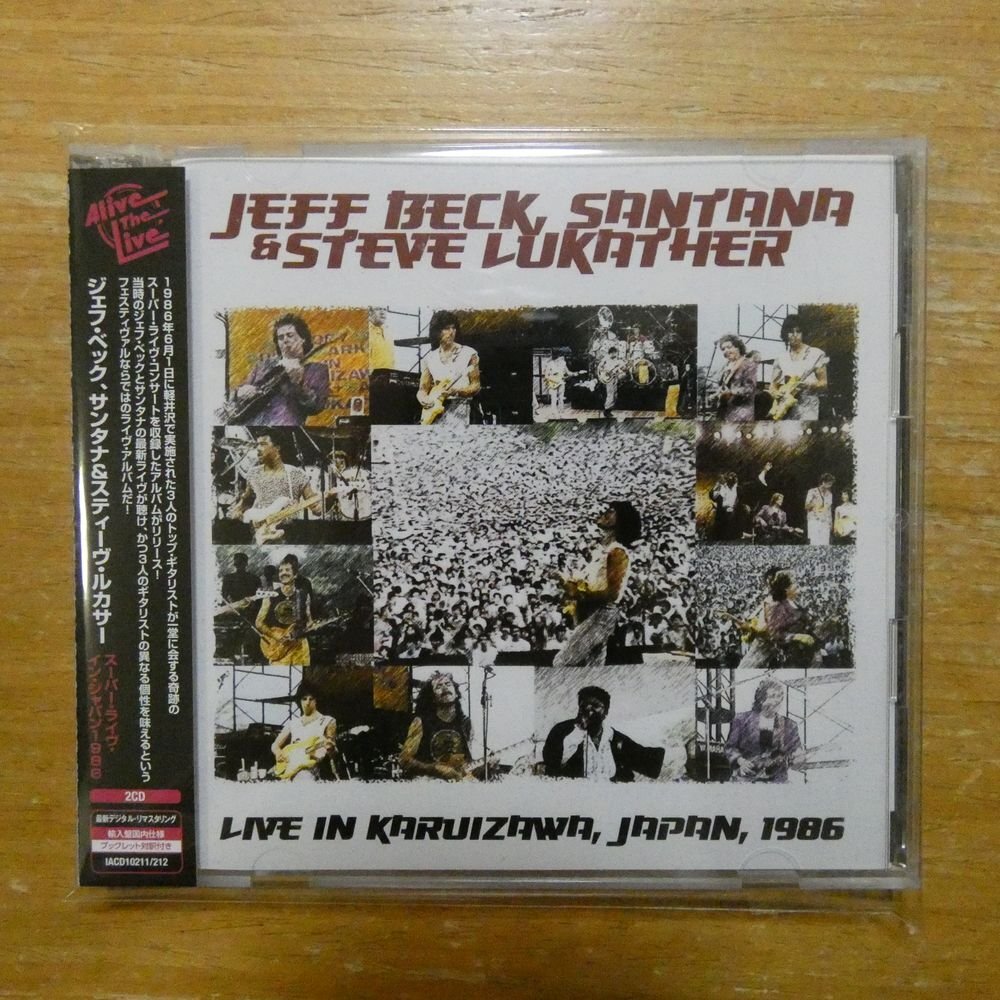 Alive
The
Live
1986年6月1日に軽井沢で実施された3人のトップ・ギタリストが一堂に会する奇跡の
スーパー・ライヴ・コンサートを収録したアルバムがリリース!
当時のジェフ・ベックとサンタナの最新ライヴが聴け、かつ3人のギタリストの異なる個性を味えるという
フェスティヴァルならではのライヴ・アルバムだ!
ジェフ・ベック、サンタナ&スティーヴ・ルカサー
スーパー・ライヴ・
イン・ジャパン1986
2CD
最新デジタル・リマスタリング
輸入盤国内仕様
ブックレット対訳付き
IACD10211/212
JEFF BECK, SANTANA
& STEVE LUKATHER
YAMAHA
LIVE IN KARUIZAWA, JAPAN, 1986